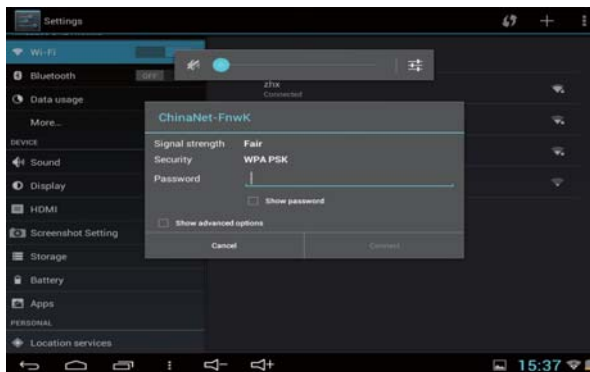 Settings
Wi-Fi
Bluetooth
OFF
zhx
Connected
Data usage
More...
ChinaNet-FnwK
Signal strength Fair
Security WPA PSK
Password
Show password
Show advanced options
Cancel
Connect
DEVICE
Sound
Display
HDMI
Screenshot Setting
Storage
Battery
Apps
PERSONAL
Location services
15:37